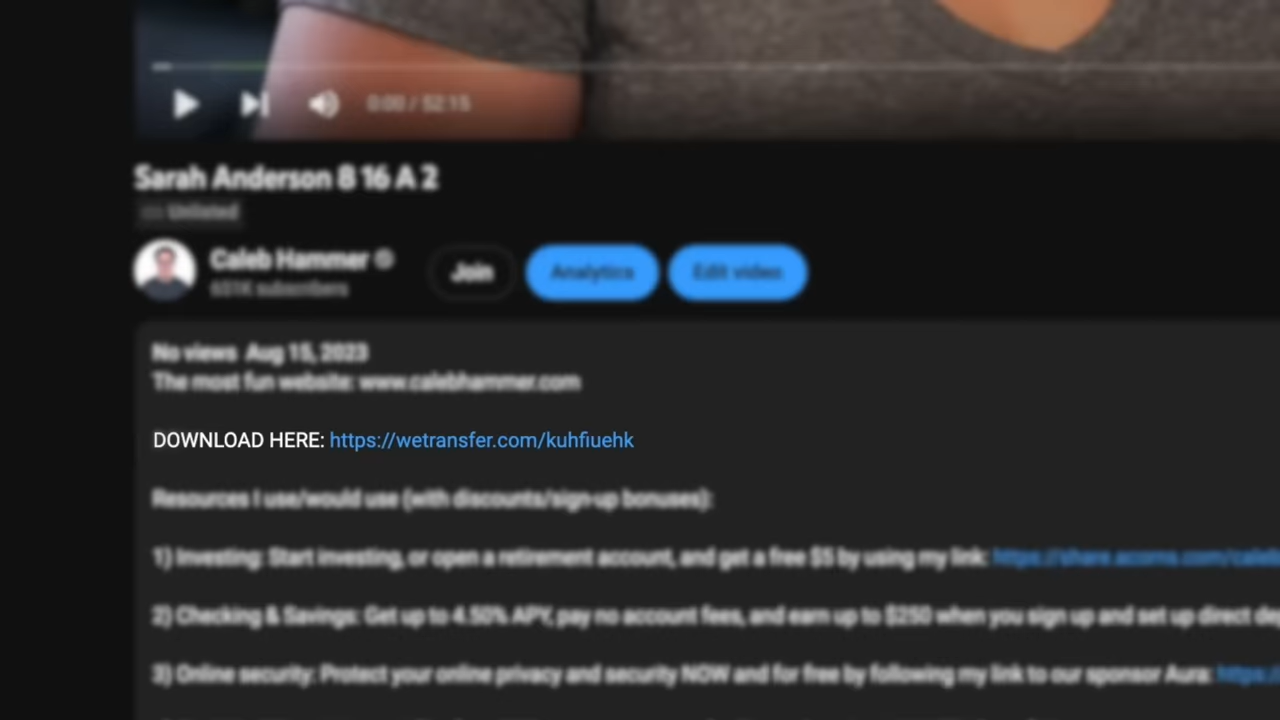 0:00 / 52:15
Sarah Anderson 8 16 A 2
Unlisted
Caleb Hammer
651K subscribers
Join
Analytics
Edit video
No views Aug 15, 2023
The most fun website: www.calebhammer.com
DOWNLOAD HERE: https://wetransfer.com/kuhfiuehk
Resources I use/would use (with discounts/sign-up bonuses):
1) Investing: Start investing, or open a retirement account, and get a free $5 by using my link: https://share.acorns.com/caleb
2) Checking & Savings: Get up to 4.50% APY, pay no account fees, and earn up to $250 when you sign up and set up direct de
3) Online security: Protect your online privacy and security NOW and for free by following my link to our sponsor Aura: https:/